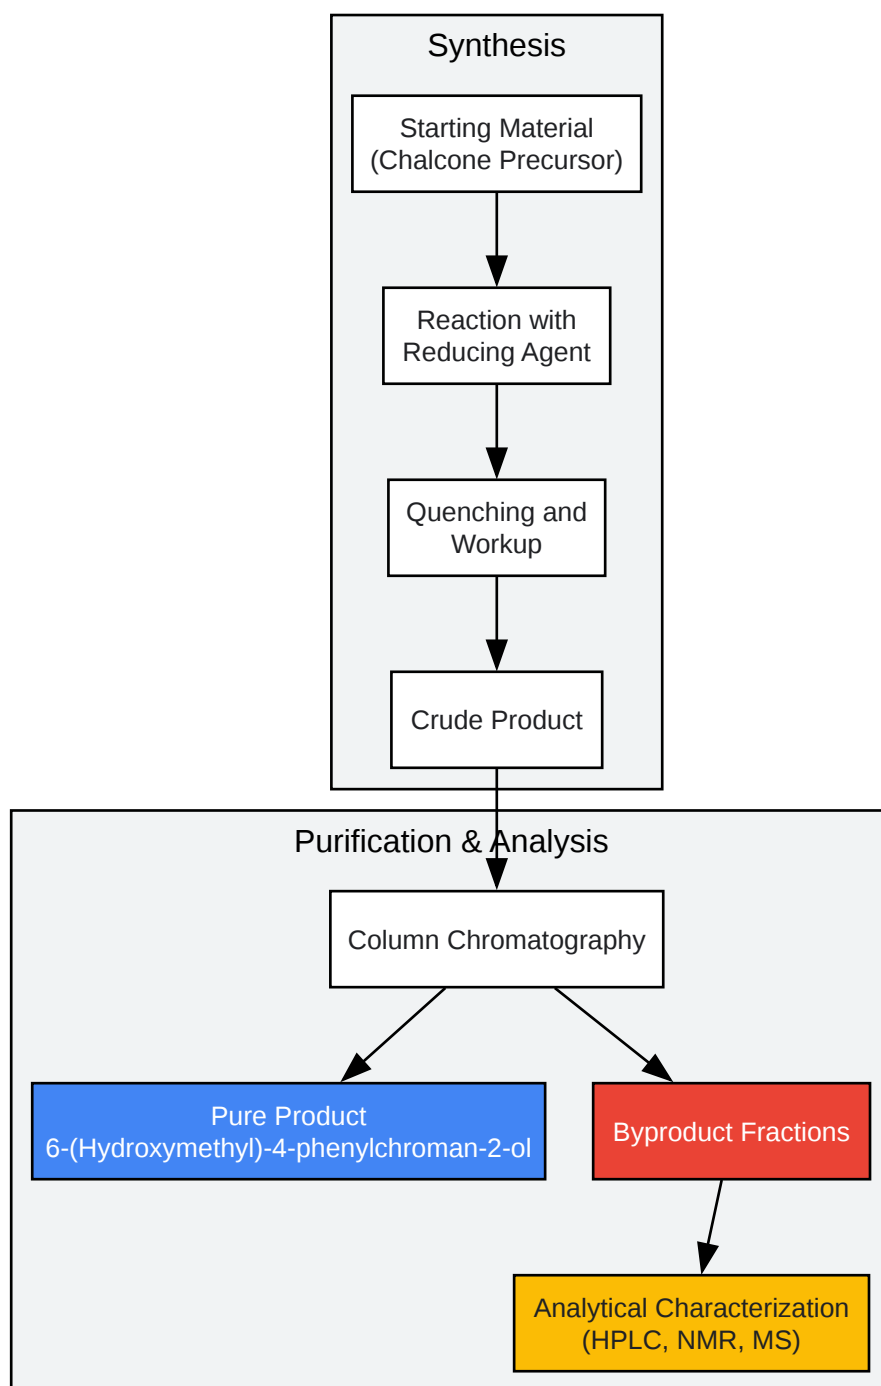 Synthesis
Starting Material
(Chalcone Precursor)
Reaction with
Reducing Agent
Quenching and
Workup
Crude Product
Purification & Analysis
Column Chromatography
Pure Product
6-(Hydroxymethyl)-4-phenylchroman-2-ol
Byproduct Fractions
Analytical Characterization
(HPLC, NMR, MS)